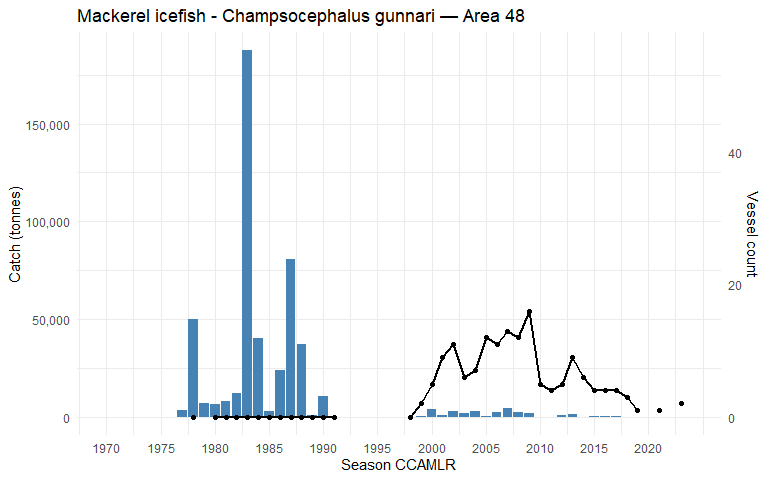 Mackerel icefish - Champsocephalus gunnari — Area 48
Catch (tonnes)
150,000
100,000
50,000
0
40
20
0
Vessel count
1970 1975 1980 1985 1990 1995 2000 2005 2010 2015 2020
Season CCAMLR